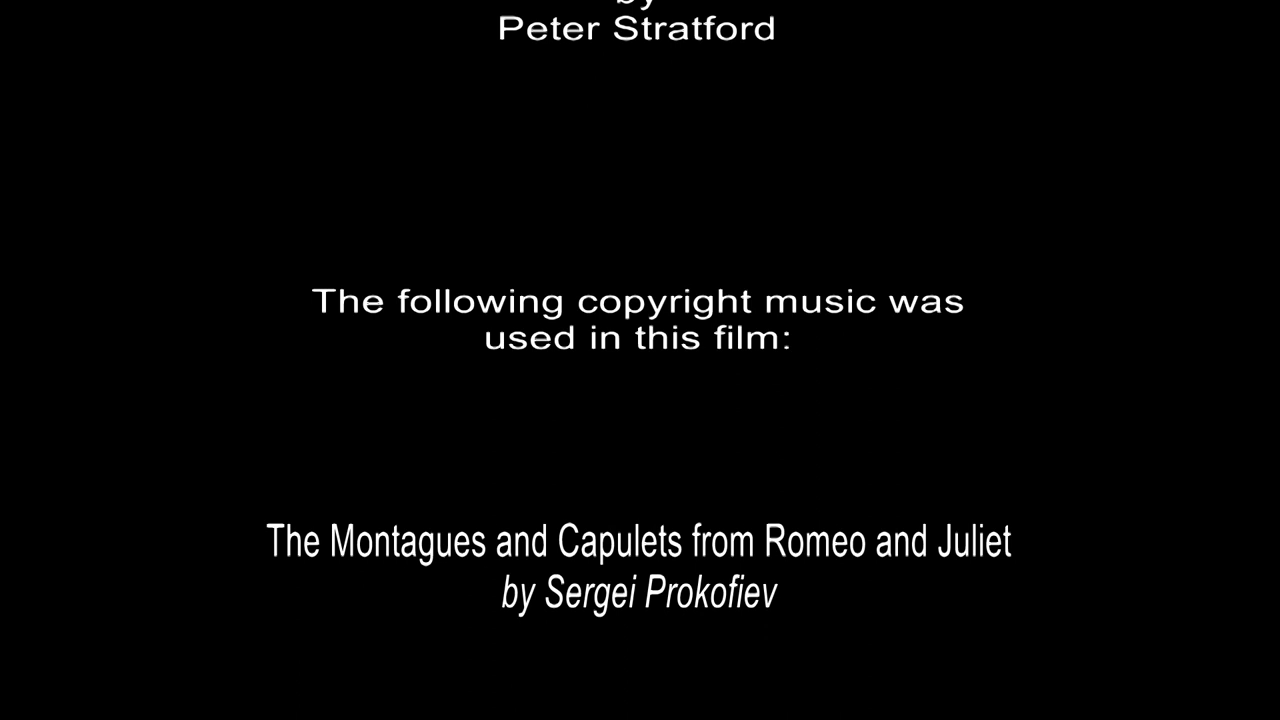 by
Peter Stratford
The following copyright music was
used in this film:
The Montagues and Capulets from Romeo and Juliet
by Sergei Prokofiev